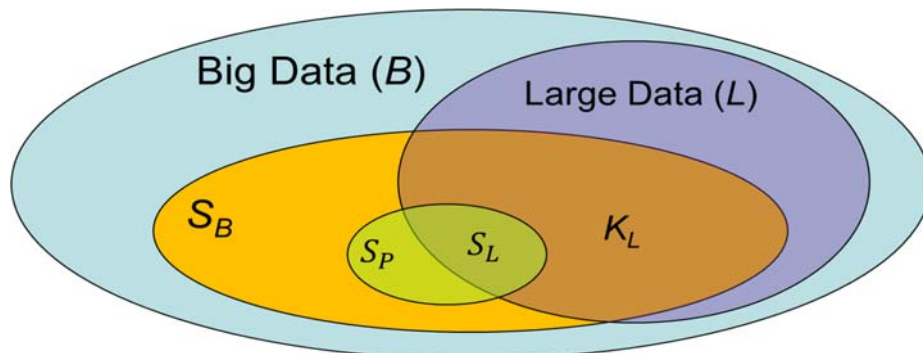 Big Data (B)
Large Data (L)
S_B
K_L
S_P
S_L